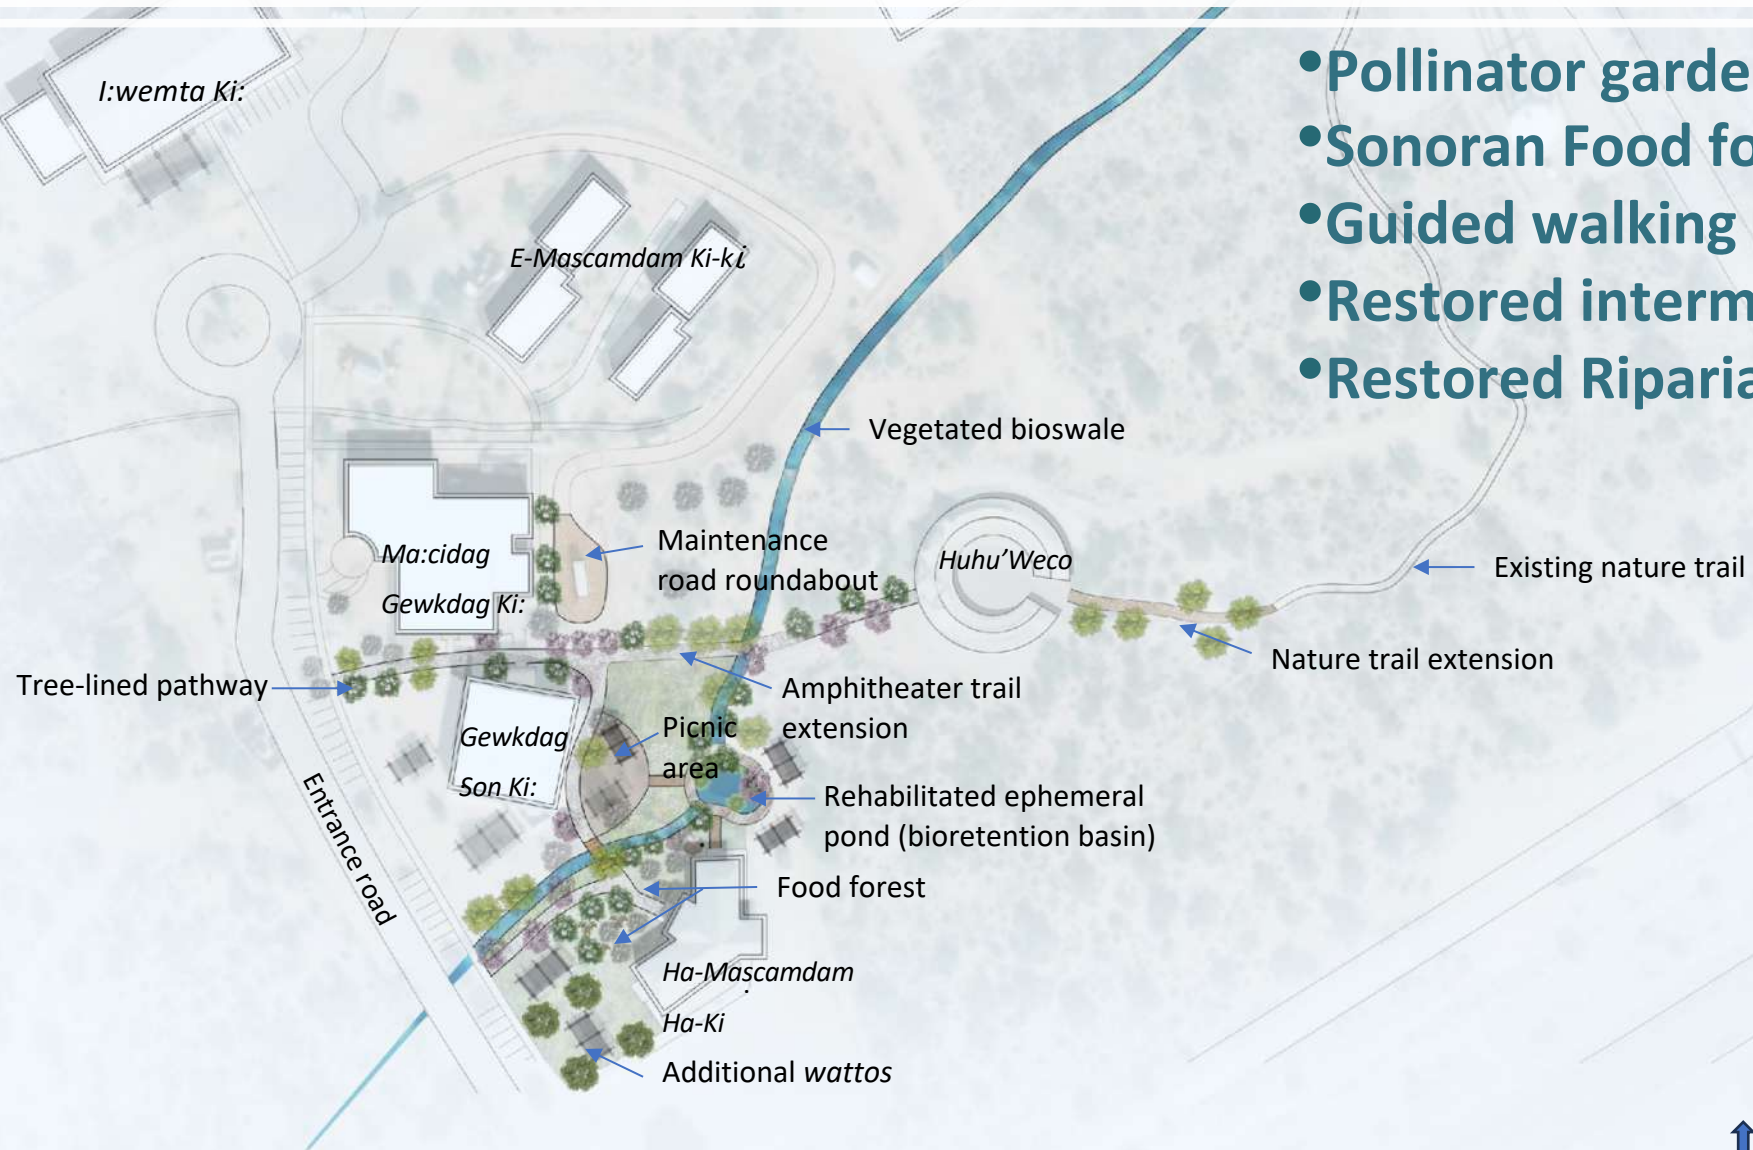 I:wemta Ki:
•Pollinator garde
•Sonoran Food fo
•Guided walking
•Restored interm
•Restored Riparia
E-Mascamdam Ki-ki
Vegetated bioswale
Ma:cidag
Gewkdag Ki:
Maintenance
road roundabout
Huhu’Weco
Existing nature trail
Nature trail extension
Tree-lined pathway
Amphitheater trail
extension
Gewkdag
Son Ki:
Picnic
area
Entrance road
Rehabilitated ephemeral
pond (bioretention basin)
Food forest
Ha-Mascamdam
Ha-Ki
Additional wattos